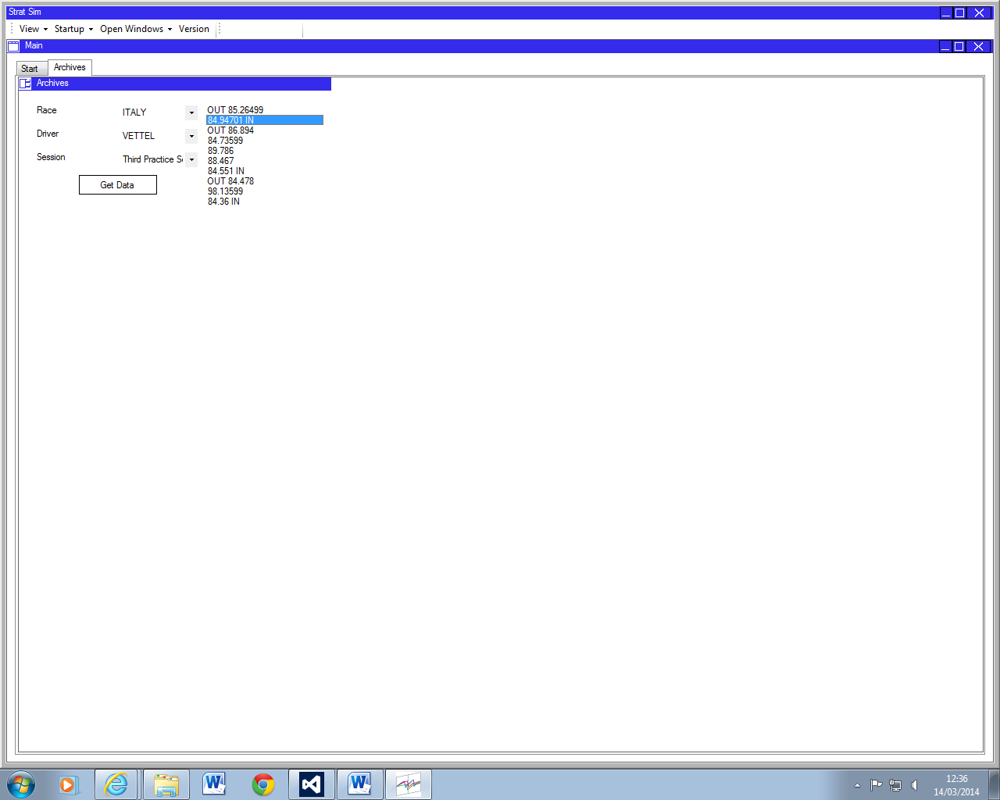 Strat Sim
View Startup Open Windows Version
Main
Start Archives
Archives
Race ITALY
Driver VETTEL
Session Third Practice Se
Get Data
OUT 85.26499
84.94701 IN
OUT 86.894
84.73599
89.786
88.467
84.551 IN
OUT 84.478
98.13599
84.36 IN
12:36
14/03/2014